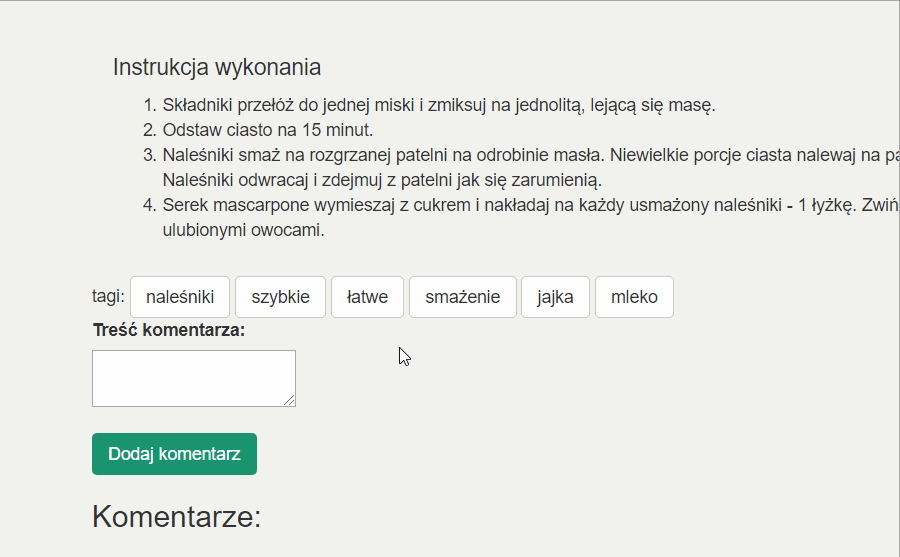 Instrukcja wykonania
1. Składniki przełóż do jednej miski i zmiksuj na jednolitą, lejącą się masę.
2. Odstaw ciasto na 15 minut.
3. Naleśniki smaż na rozgrzanej patelni na odrobinie masła. Niewielkie porcje ciasta nalewaj na
Naleśniki odwracaj i zdejmuj z patelni jak się zarumienią.
4. Serek mascarpone wymieszaj z cukrem i nakładaj na każdy usmażony naleśniki - 1 łyżkę.
ulubionymi owocami.
tagi: naleśniki szybkie łatwe smażenie jajka mleko
Treść komentarza:
Dodaj komentarz
Komentarze: